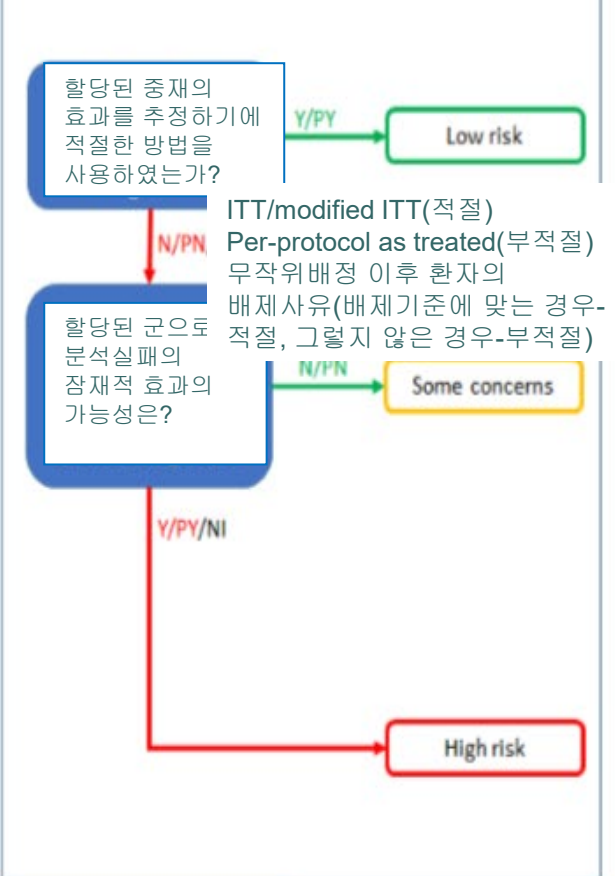 할당된 중재의
효과를 추정하기에
적절한 방법을
사용하였는가?
Y/PY
Low risk
N/PN
ITT/modified ITT(적절)
Per-protocol as treated(부적절)
무작위배정 이후 환자의
배제사유(배제기준에 맞는 경우-
적절, 그렇지 않은 경우-부적절)
할당된 군으로
분석실패의
잠재적 효과의
가능성은?
N/PN
Some concerns
Y/PY/NI
High risk